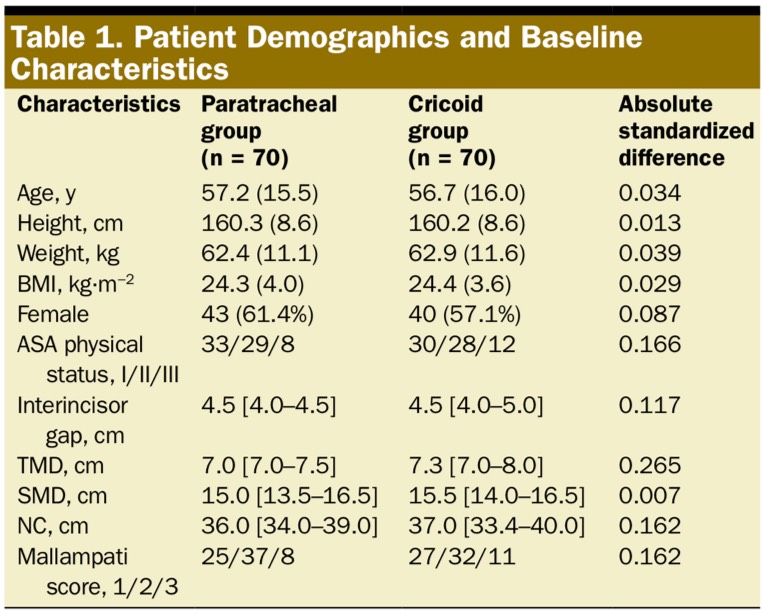 Table 1. Patient Demographics and Baseline
Characteristics
Characteristics Paratracheal group (n = 70) Cricoid group (n = 70) Absolute standardized difference
Age, y 57.2 (15.5) 56.7 (16.0) 0.034
Height, cm 160.3 (8.6) 160.2 (8.6) 0.013
Weight, kg 62.4 (11.1) 62.9 (11.6) 0.039
BMI, kg·m⁻² 24.3 (4.0) 24.4 (3.6) 0.029
Female 43 (61.4%) 40 (57.1%) 0.087
ASA physical 33/29/8 30/28/12 0.166
status, I/II/III
Interincisor 4.5 [4.0–4.5] 4.5 [4.0–5.0] 0.117
gap, cm
TMD, cm 7.0 [7.0–7.5] 7.3 [7.0–8.0] 0.265
SMD, cm 15.0 [13.5–16.5] 15.5 [14.0–16.5] 0.007
NC, cm 36.0 [34.0–39.0] 37.0 [33.4–40.0] 0.162
Mallampati 25/37/8 27/32/11 0.162
score, 1/2/3